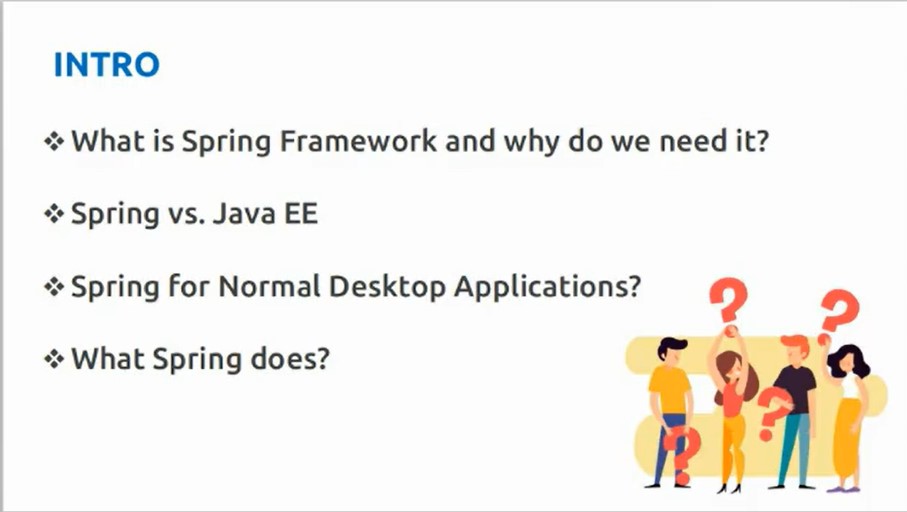 INTRO
❖ What is Spring Framework and why do we need it?
❖ Spring vs. Java EE
❖ Spring for Normal Desktop Applications?
❖ What Spring does?